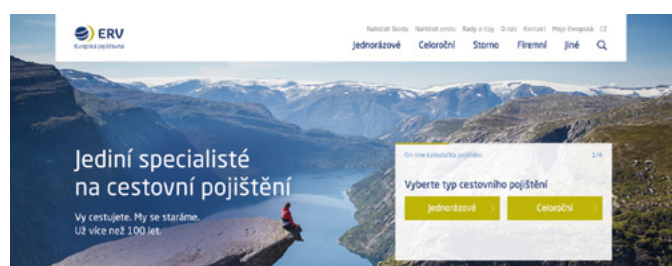 ERV
Evropská pojišťovna
Nahlásit škodu Nahlásit cestu Rady a tipy O nás Kontakt Moje Evropská CZ
Jednorázové Celoroční Storno Firemní Jiné
Jediní specialisté
na cestovní pojištění
Vy cestujete. My se staráme.
Už více než 100 let.
On-line kalkulačka pojištění 1/4
Vyberte typ cestovního pojištění
Jednorázové Celoroční